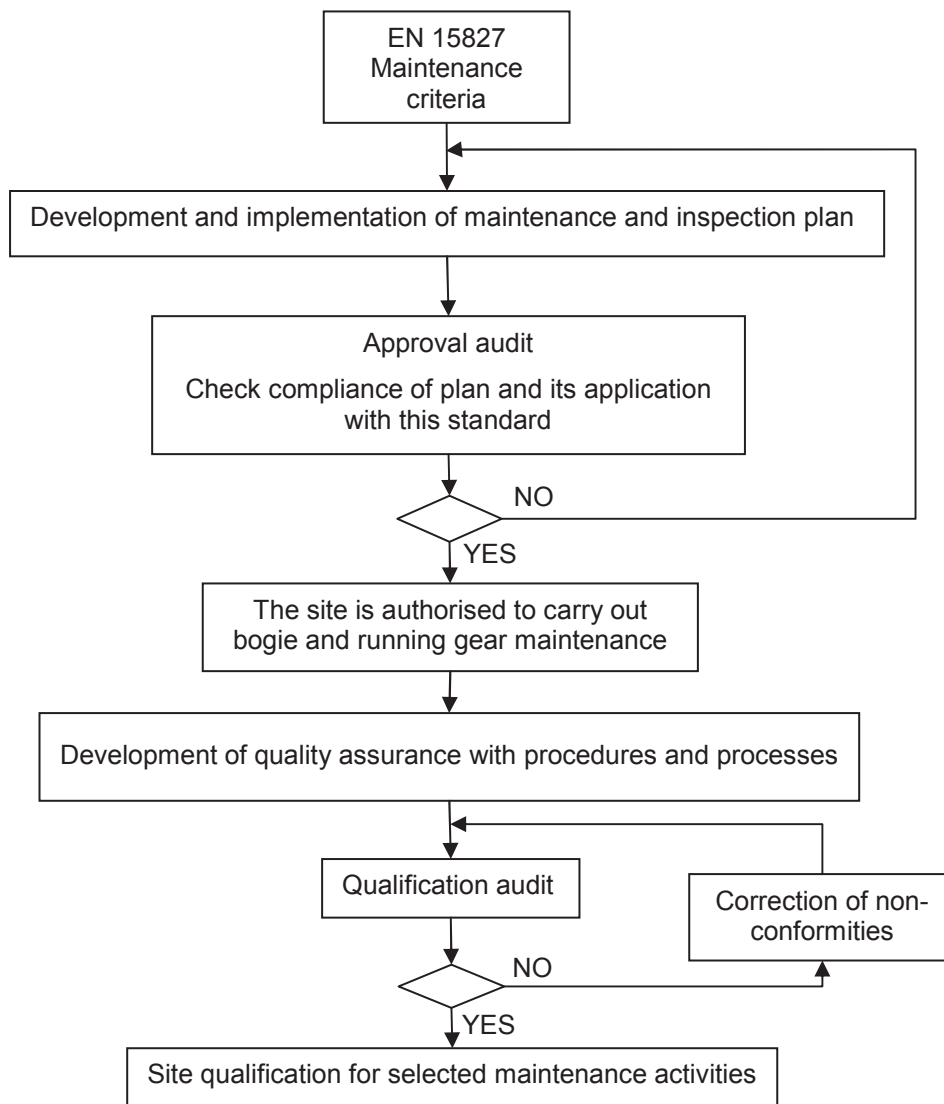 EN 15827
Maintenance
criteria
Development and implementation of maintenance and inspection plan
Approval audit
Check compliance of plan and its application
with this standard
NO
YES
The site is authorised to carry out
bogie and running gear maintenance
Development of quality assurance with procedures and processes
Qualification audit
Correction of non-
conformities
NO
YES
Site qualification for selected maintenance activities